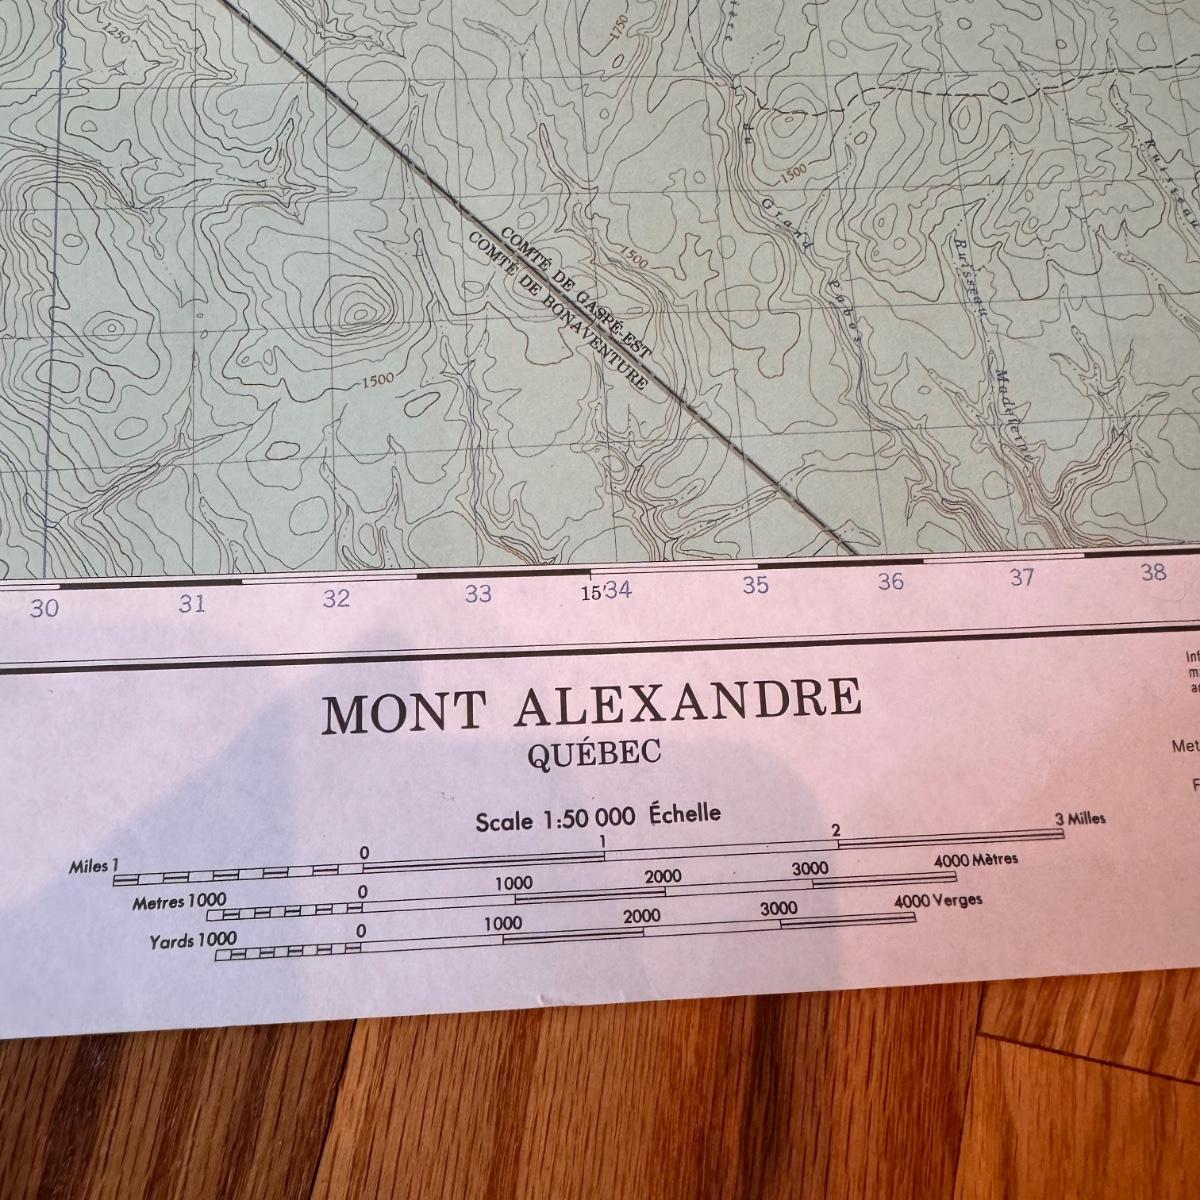 1250
1750
du
1500
Ruisseau
Grand
COMTÉ DE GASPÉ-EST
COMTÉ DE BONAVENTURE
1500
Ruisseau
Pabos
Madeleine
1500
30 31 32 33 15'34 35 36 37 38
MONT ALEXANDRE
QUÉBEC
Scale 1:50 000 Échelle
Miles 1 0 1 2 3 Milles
Metres 1000 0 1000 2000 3000 4000 Mètres
Yards 1000 0 1000 2000 3000 4000 Verges